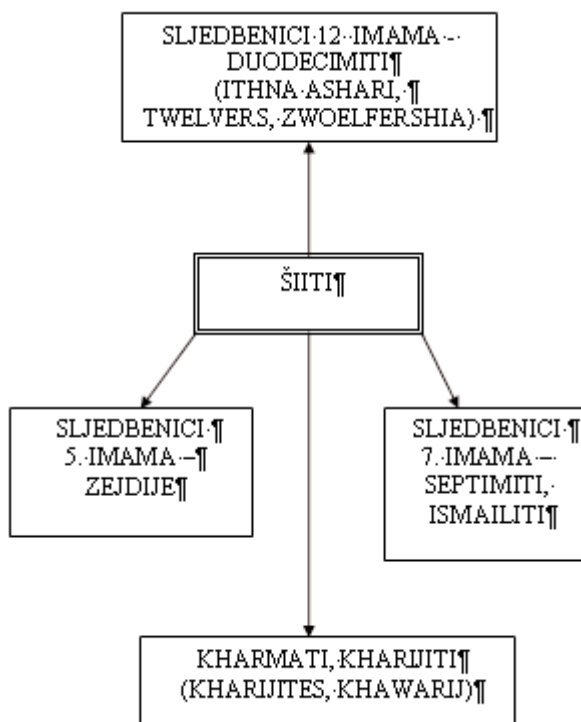 SLJEDBENICI·12··IMAMA·-·
DUODECIMITI¶
(ITHNA·ASHARI,·¶
TWELVERS,·ZWOELFERSHIA)·¶
ŠIITI¶
SLJEDBENICI·¶
5.·IMAMA·–¶
ZEJDIJE¶
SLJEDBENICI·¶
7.·IMAMA·–·
SEPTIMITI,·
ISMAILITI¶
KHARMATI,·KHARIJITI¶
(KHARIJITES,·KHAWARIJ)¶